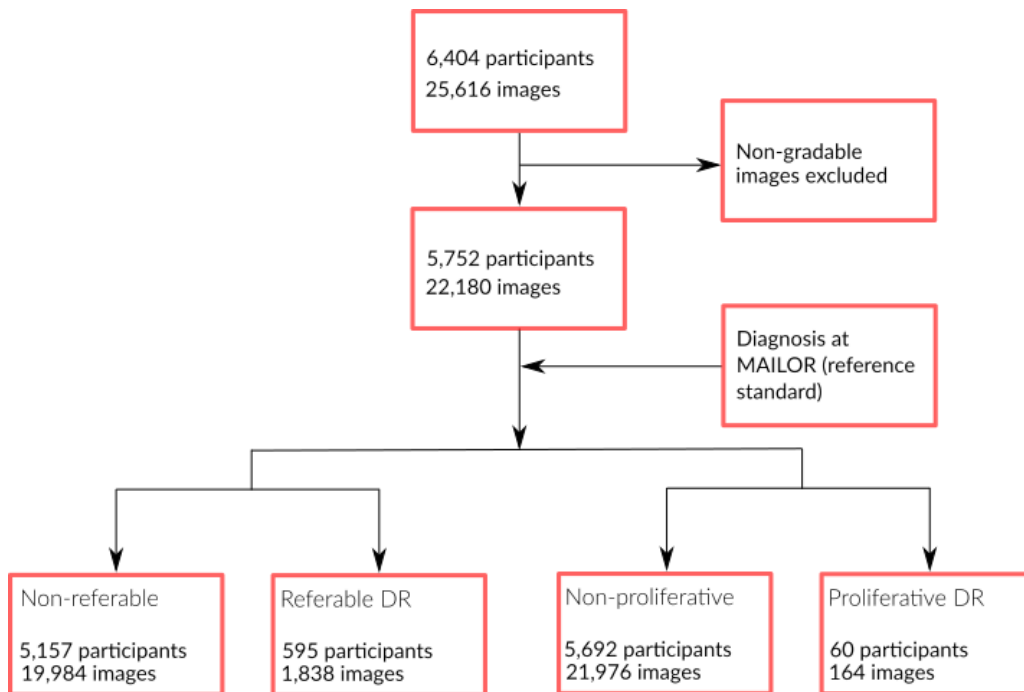 6,404 participants
25,616 images
Non-gradable
images excluded
5,752 participants
22,180 images
Diagnosis at
MAILOR (reference
standard)
Non-referable
5,157 participants
19,984 images
Referable DR
595 participants
1,838 images
Non-proliferative
5,692 participants
21,976 images
Proliferative DR
60 participants
164 images